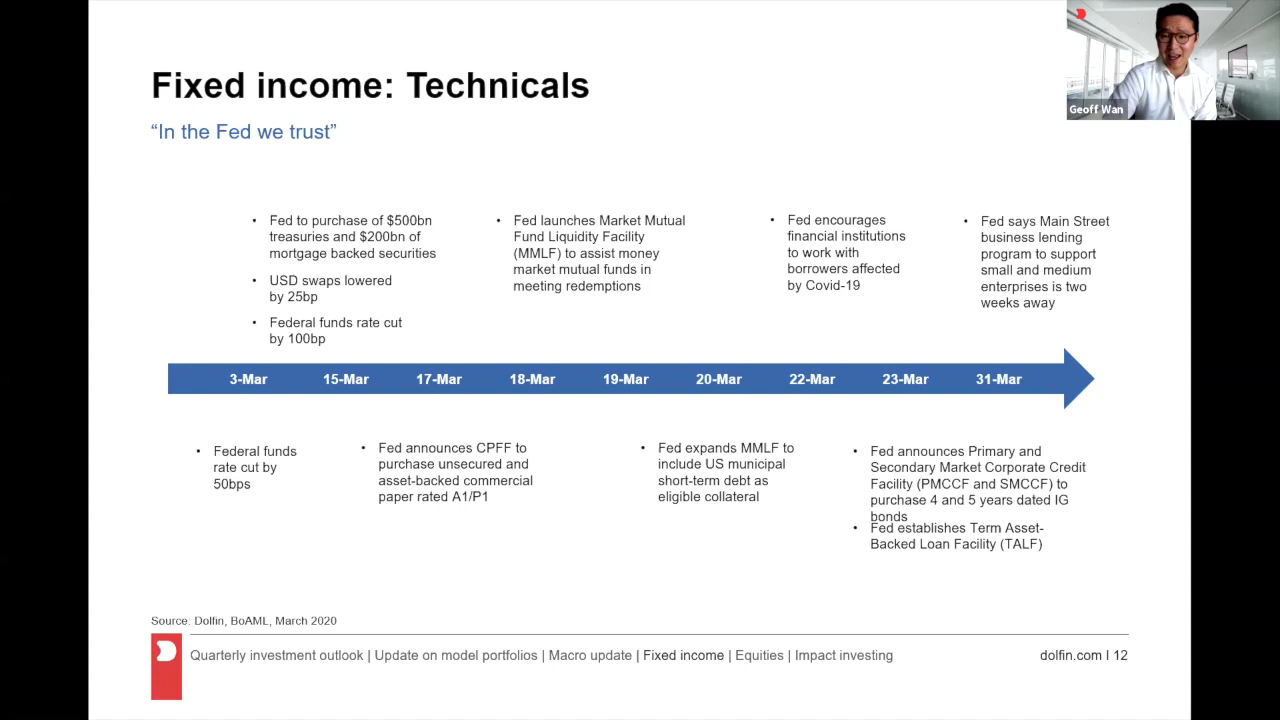 Geoff Wan
Fixed income: Technicals
“In the Fed we trust”
• Fed to purchase of $500bn
treasuries and $200bn of
mortgage backed securities
• USD swaps lowered
by 25bp
• Federal funds rate cut
by 100bp
• Fed launches Market Mutual
Fund Liquidity Facility
(MMLF) to assist money
market mutual funds in
meeting redemptions
• Fed encourages
financial institutions
to work with
borrowers affected
by Covid-19
• Fed says Main Street
business lending
program to support
small and medium
enterprises is two
weeks away
3-Mar 15-Mar 17-Mar 18-Mar 19-Mar 20-Mar 22-Mar 23-Mar 31-Mar
• Federal funds
rate cut by
50bps
• Fed announces CPFF to
purchase unsecured and
asset-backed commercial
paper rated A1/P1
• Fed expands MMLF to
include US municipal
short-term debt as
eligible collateral
• Fed announces Primary and
Secondary Market Corporate Credit
Facility (PMCCF and SMCCF) to
purchase 4 and 5 years dated IG
bonds
• Fed establishes Term Asset-
Backed Loan Facility (TALF)
Source: Dolfin, BoAML, March 2020
Quarterly investment outlook | Update on model portfolios | Macro update | Fixed income | Equities | Impact investing
dolfin.com I 12